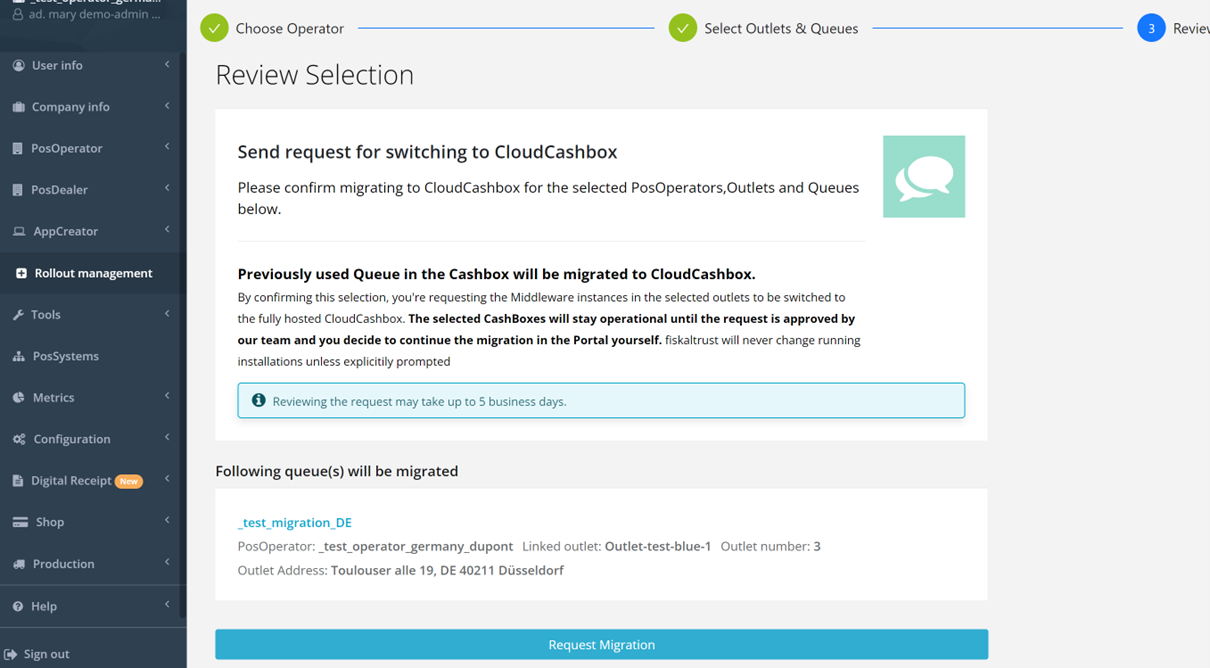 _test_operator_germa...
ad. mary demo-admin ...
User info
Company info
PosOperator
PosDealer
AppCreator
Rollout management
Tools
PosSystems
Metrics
Configuration
Digital Receipt New
Shop
Production
Help
Sign out
Choose Operator
Select Outlets & Queues
3 Review
Review Selection
Send request for switching to CloudCashbox
Please confirm migrating to CloudCashbox for the selected PosOperators,Outlets and Queues
below.
Previously used Queue in the Cashbox will be migrated to CloudCashbox.
By confirming this selection, you're requesting the Middleware instances in the selected outlets to be switched to
the fully hosted CloudCashbox. The selected CashBoxes will stay operational until the request is approved by
our team and you decide to continue the migration in the Portal yourself. fiskaltrust will never change running
installations unless explicitily prompted
Reviewing the request may take up to 5 business days.
Following queue(s) will be migrated
_test_migration_DE
PosOperator: _test_operator_germany_dupont Linked outlet: Outlet-test-blue-1 Outlet number: 3
Outlet Address: Toulouser alle 19, DE 40211 Düsseldorf
Request Migration